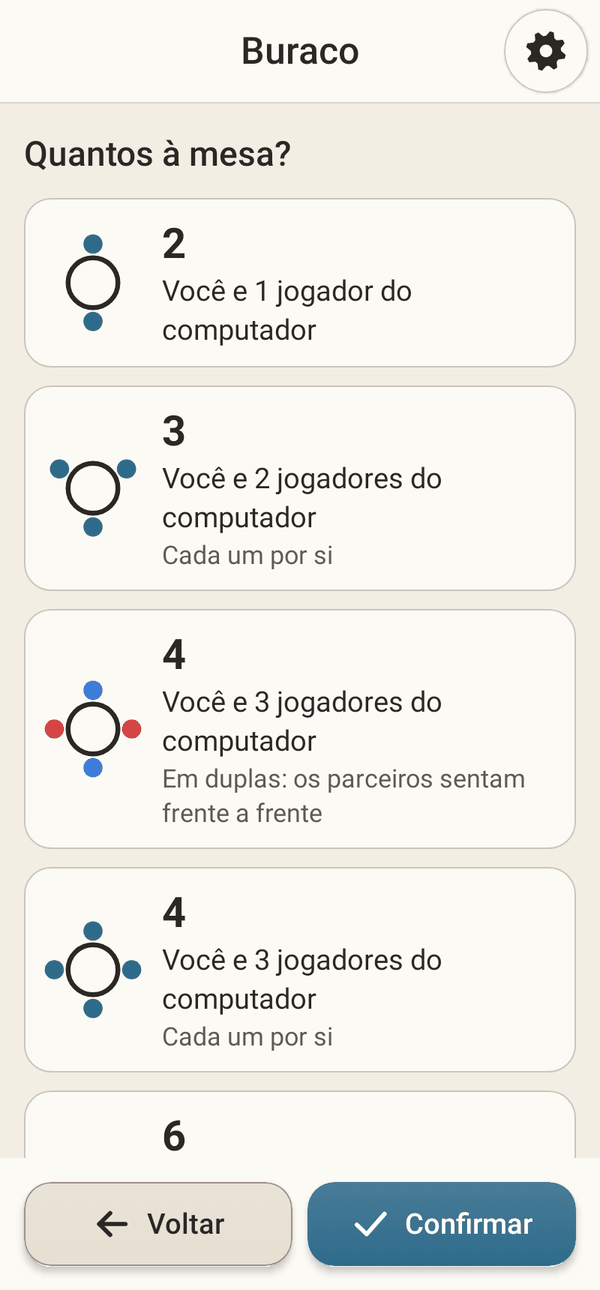 Buraco
Quantos à mesa?
2
Você e 1 jogador do
computador
3
Você e 2 jogadores do
computador
Cada um por si
4
Você e 3 jogadores do
computador
Em duplas: os parceiros sentam
frente a frente
4
Você e 3 jogadores do
computador
Cada um por si
6
Voltar
Confirmar